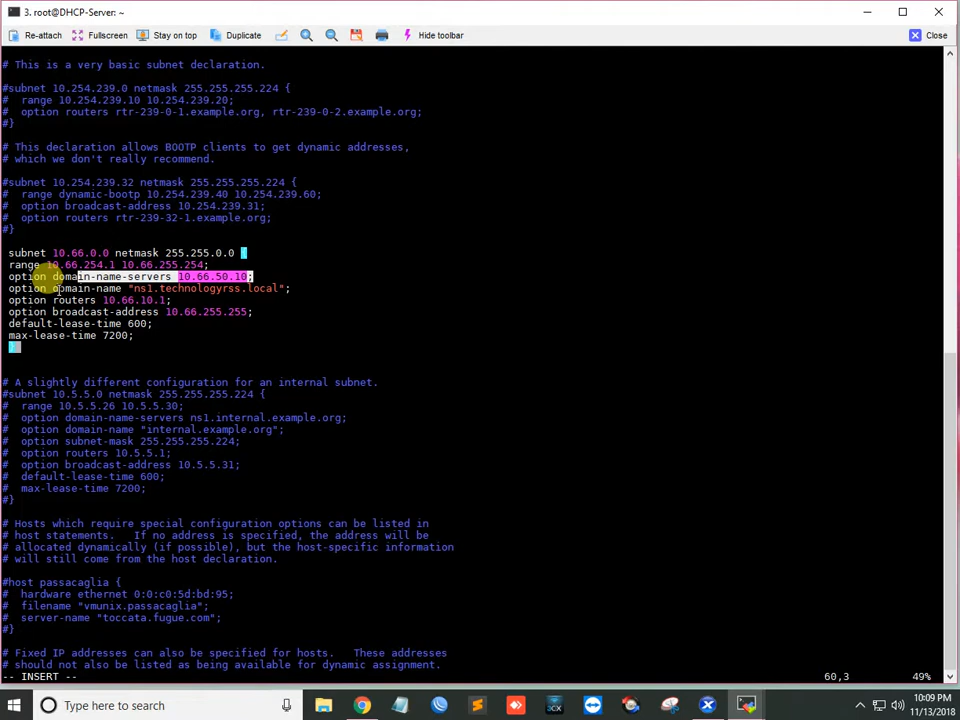 3. root@DHCP-Server: ~
Re-attach Fullscreen Stay on top Duplicate Hide toolbar Close
# This is a very basic subnet declaration.
#subnet 10.254.239.0 netmask 255.255.255.224 {
#  range 10.254.239.10 10.254.239.20;
#  option routers rtr-239-0-1.example.org, rtr-239-0-2.example.org;
#}
# This declaration allows BOOTP clients to get dynamic addresses,
# which we don't really recommend.
#subnet 10.254.239.32 netmask 255.255.255.224 {
#  range dynamic-bootp 10.254.239.40 10.254.239.60;
#  option broadcast-address 10.254.239.31;
#  option routers rtr-239-32-1.example.org;
#}
subnet 10.66.0.0 netmask 255.255.0.0 {
range 10.66.254.1 10.66.255.254;
option domain-name-servers 10.66.50.10;
option domain-name "ns1.technologyrss.local";
option routers 10.66.10.1;
option broadcast-address 10.66.255.255;
default-lease-time 600;
max-lease-time 7200;
}
# A slightly different configuration for an internal subnet.
#subnet 10.5.5.0 netmask 255.255.255.224 {
#  range 10.5.5.26 10.5.5.30;
#  option domain-name-servers ns1.internal.example.org;
#  option domain-name "internal.example.org";
#  option subnet-mask 255.255.255.224;
#  option routers 10.5.5.1;
#  option broadcast-address 10.5.5.31;
#  default-lease-time 600;
#  max-lease-time 7200;
#}
# Hosts which require special configuration options can be listed in
# host statements.   If no address is specified, the address will be
# allocated dynamically (if possible), but the host-specific information
# will still come from the host declaration.
#host passacaglia {
#  hardware ethernet 0:0:c0:5d:bd:95;
#  filename "vmunix.passacaglia";
#  server-name "toccata.fugue.com";
#}
# Fixed IP addresses can also be specified for hosts.   These addresses
# should not also be listed as being available for dynamic assignment.
-- INSERT -- 60,3 49%
Type here to search
10:09 PM
11/13/2018